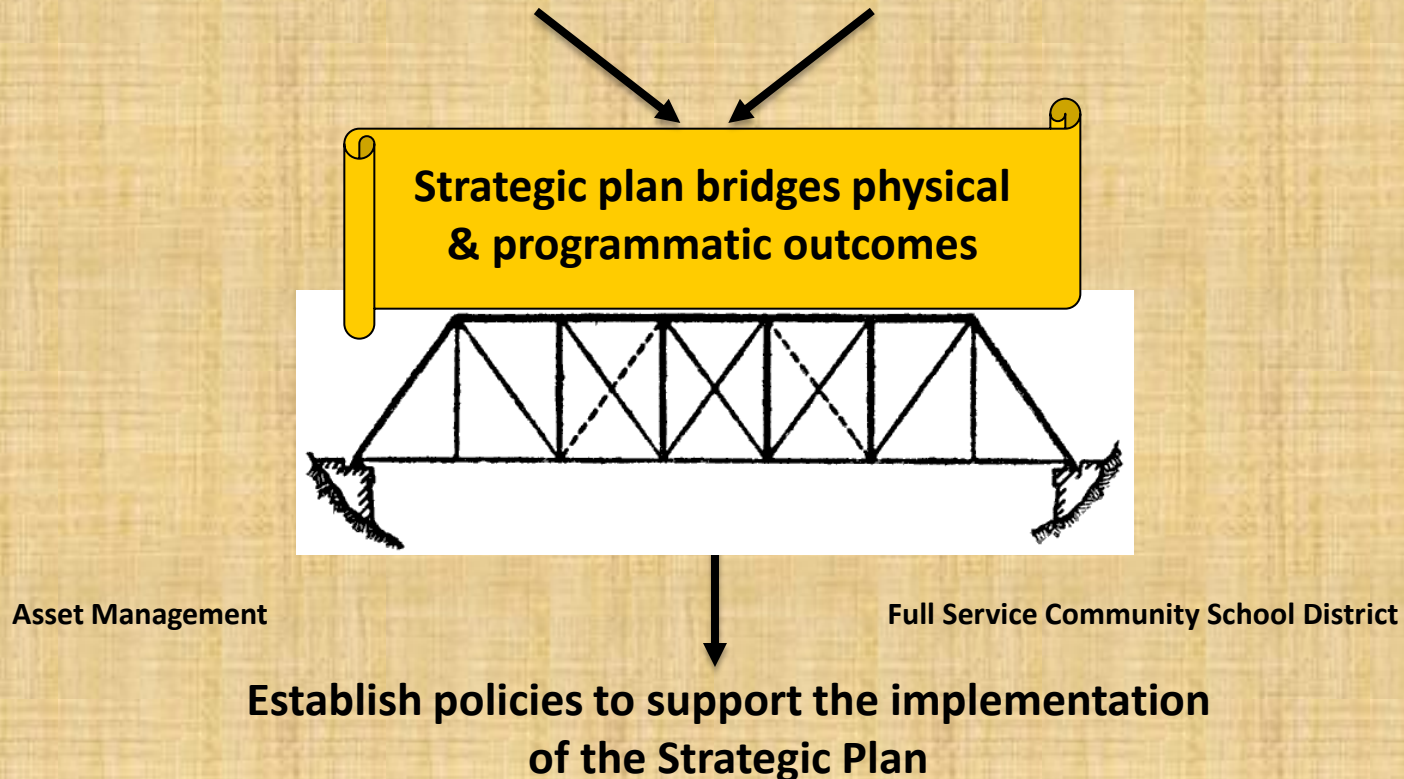 Strategic plan bridges physical
& programmatic outcomes
Asset Management
Full Service Community School District
Establish policies to support the implementation
of the Strategic Plan